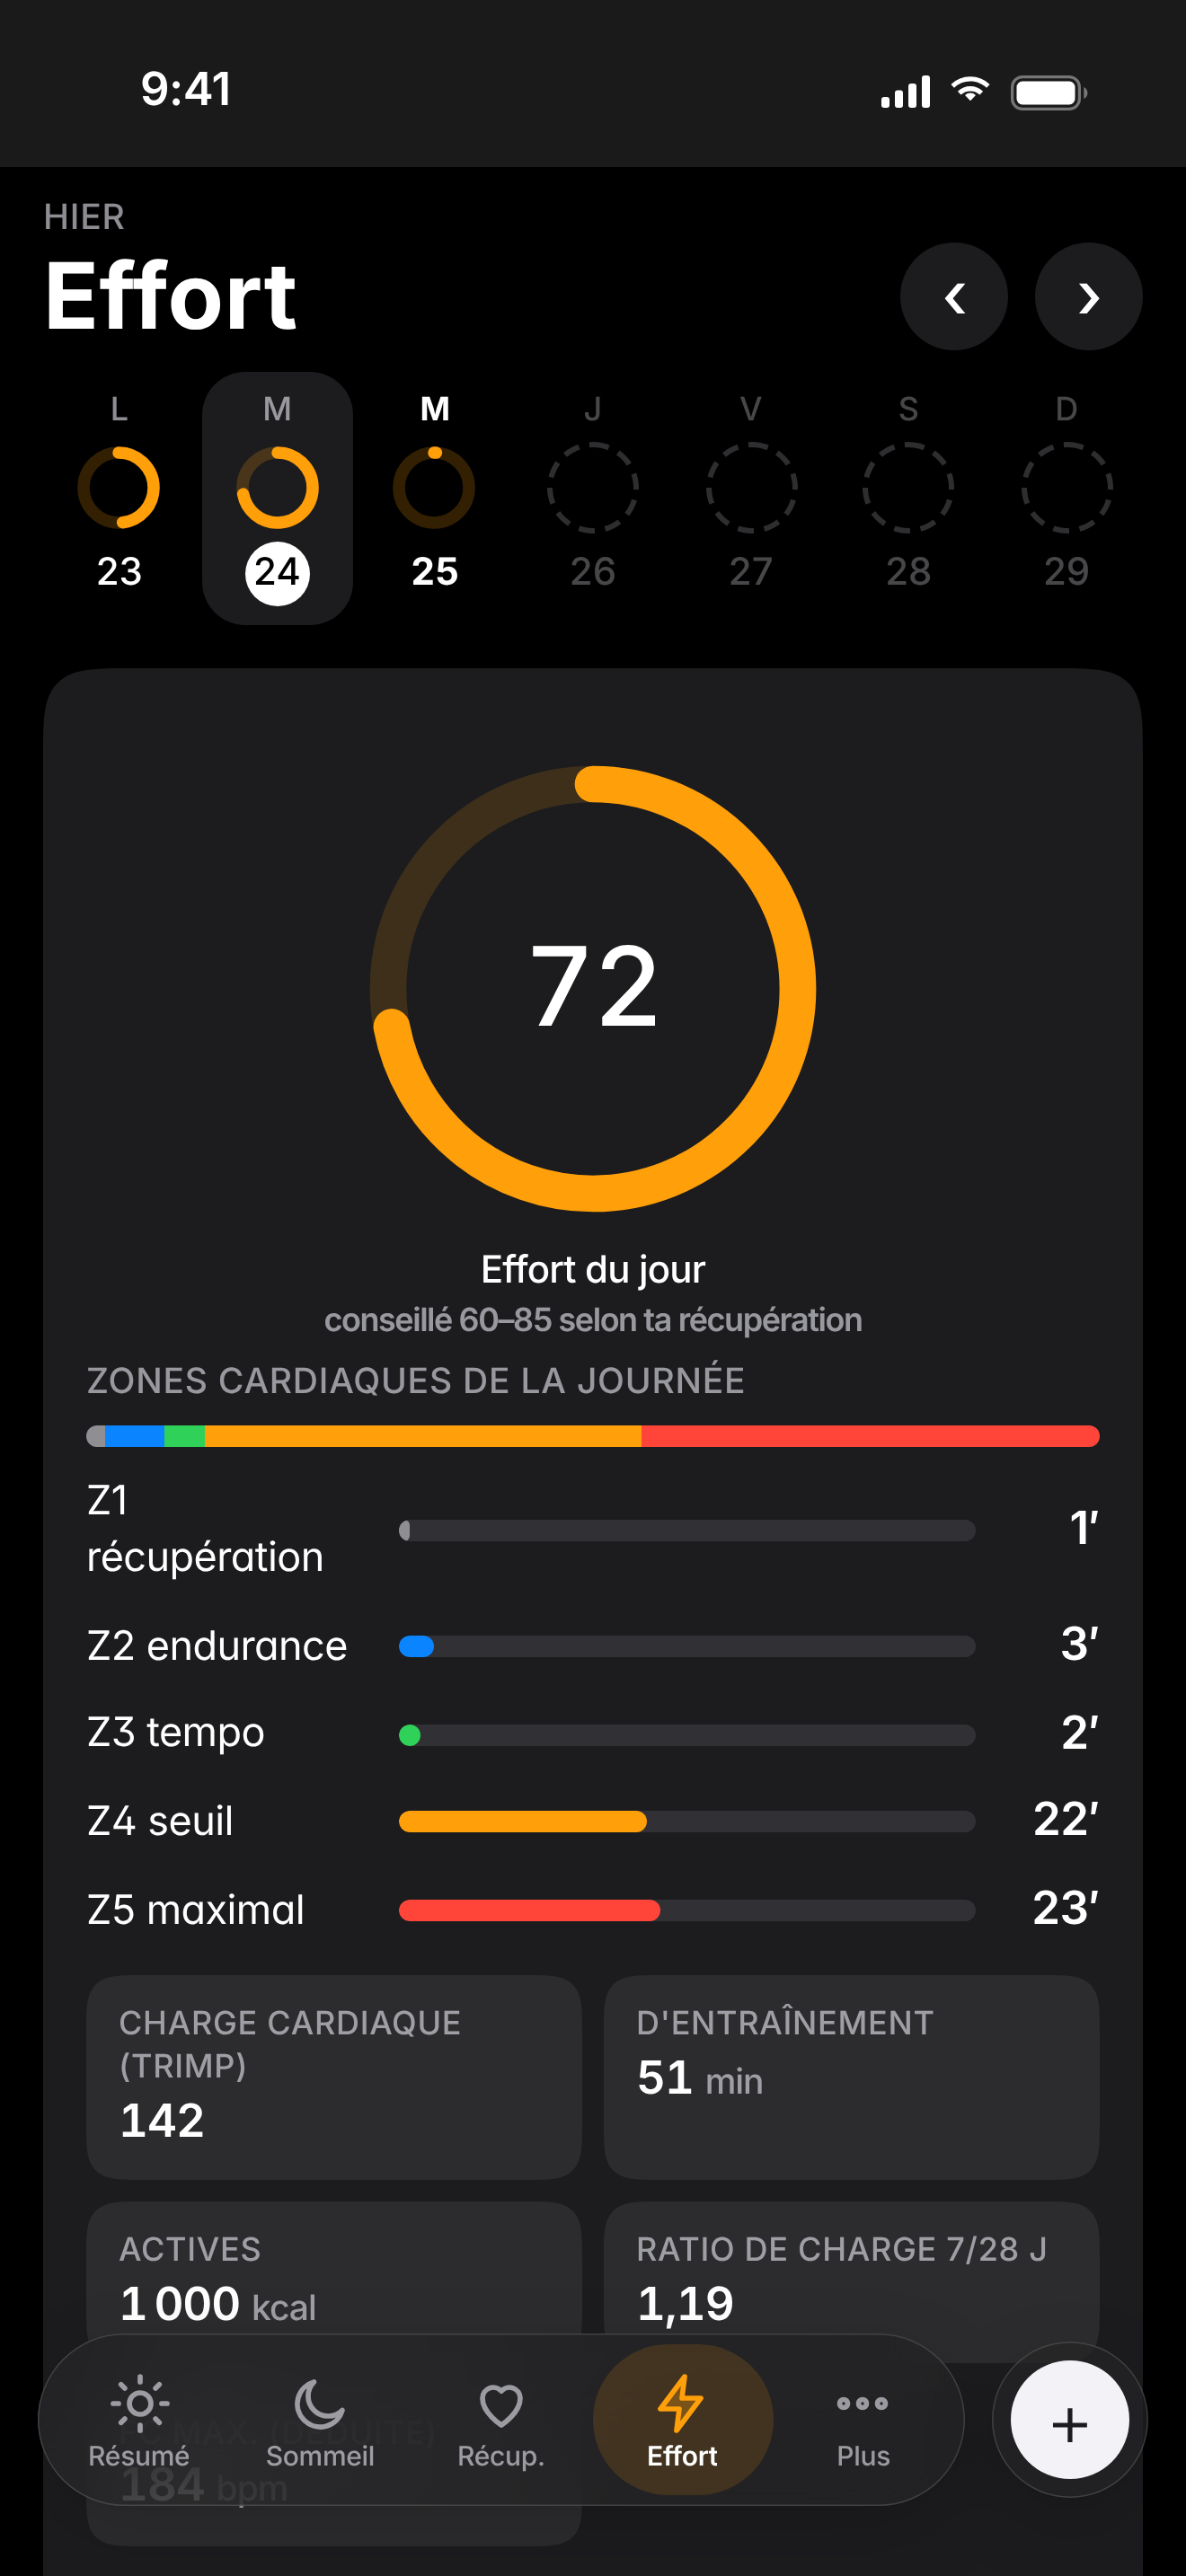 9:41
HIER
Effort
L M M J V S D
23 24 25 26 27 28 29
72
Effort du jour
conseillé 60–85 selon ta récupération
ZONES CARDIAQUES DE LA JOURNÉE
Z1
récupération
1′
Z2 endurance 3′
Z3 tempo 2′
Z4 seuil 22′
Z5 maximal 23′
CHARGE CARDIAQUE
(TRIMP)
142
D'ENTRAÎNEMENT
51 min
ACTIVES
1 000 kcal
RATIO DE CHARGE 7/28 J
1,19
MAX. (DÉDUITE)
184 bpm
Résumé Sommeil Récup. Effort Plus
+